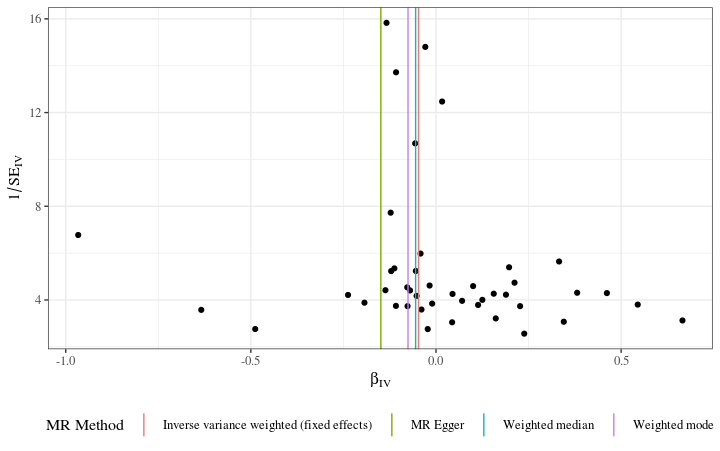 16
12
8
4
1/SE_IV
-1.0 -0.5 0.0 0.5
β_IV
MR Method Inverse variance weighted (fixed effects) MR Egger Weighted median Weighted mode